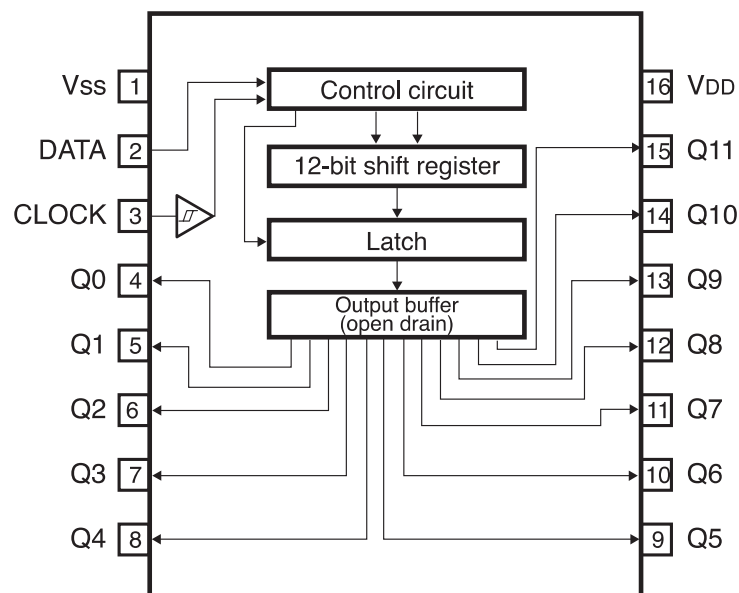 Vss 1
DATA 2
CLOCK 3
Q0 4
Q1 5
Q2 6
Q3 7
Q4 8
Control circuit
12-bit shift register
Latch
Output buffer
(open drain)
16 VDD
15 Q11
14 Q10
13 Q9
12 Q8
11 Q7
10 Q6
9 Q5